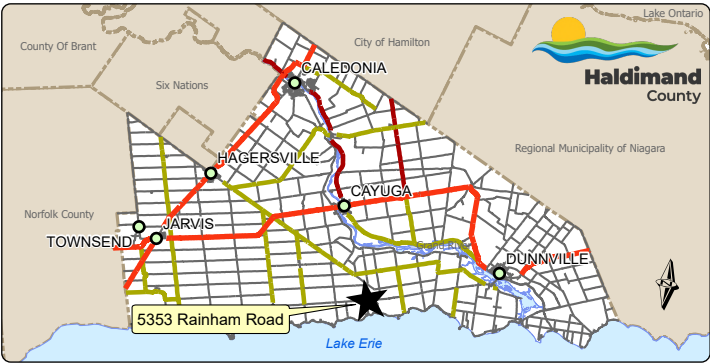 Lake Ontario
County Of Brant
City of Hamilton
Haldimand
County
CALEDONIA
Six Nations
Regional Municipality of Niagara
HAGERSVILLE
CAYUGA
Norfolk County
JARVIS
TOWNSEND
Grand River
DUNNVILLE
5353 Rainham Road
Lake Erie